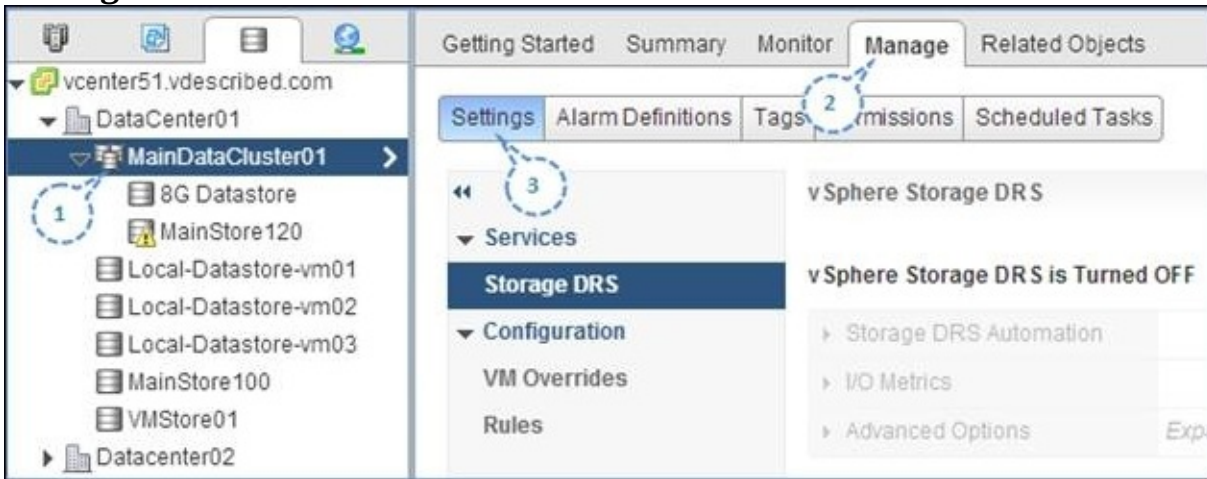 vcenter51.vdescribed.com
DataCenter01
MainDataCluster01
8G Datastore
MainStore120
Local-Datastore-vm01
Local-Datastore-vm02
Local-Datastore-vm03
MainStore100
VMStore01
Datacenter02
1
Getting Started Summary Monitor Manage Related Objects
2
Settings Alarm Definitions Tags rmissions Scheduled Tasks
3
Services
Storage DRS
Configuration
VM Overrides
Rules
vSphere Storage DRS
vSphere Storage DRS is Turned OFF
Storage DRS Automation
I/O Metrics
Advanced Options Exp